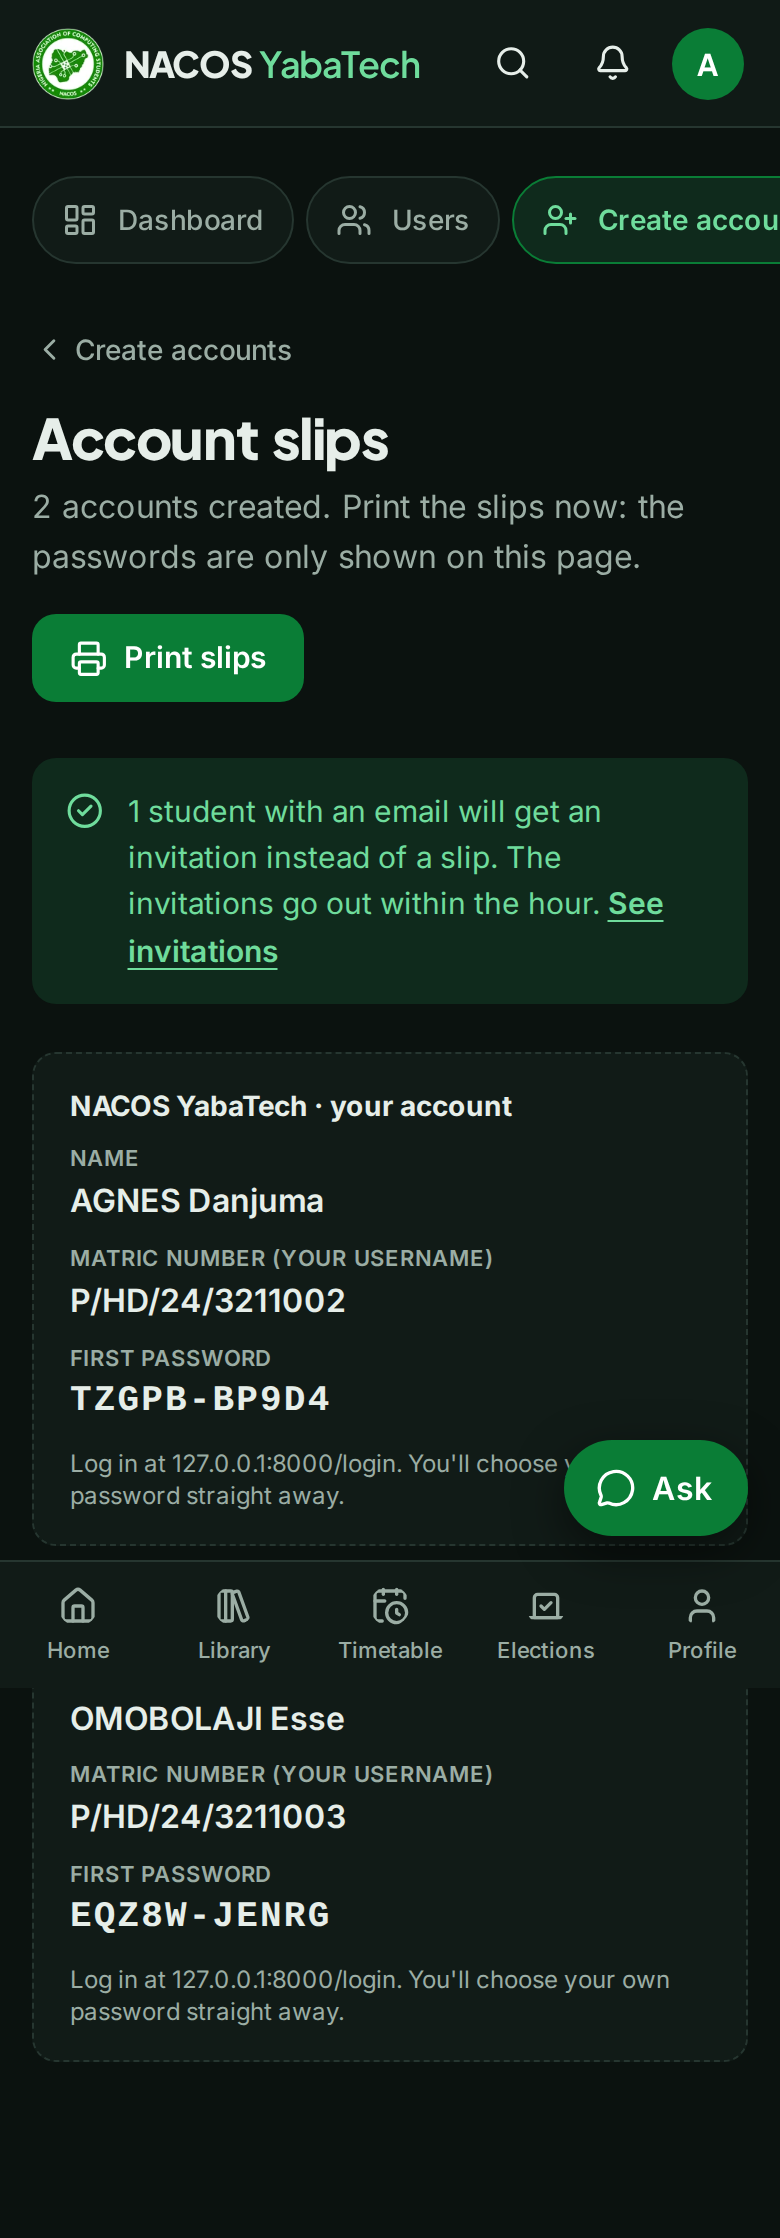 NACOS YabaTech
A
Dashboard
Users
Create accou
Create accounts
Account slips
2 accounts created. Print the slips now: the
passwords are only shown on this page.
Print slips
1 student with an email will get an
invitation instead of a slip. The
invitations go out within the hour. See
invitations
NACOS YabaTech · your account
NAME
AGNES Danjuma
MATRIC NUMBER (YOUR USERNAME)
P/HD/24/3211002
FIRST PASSWORD
TZGPB-BP9D4
Log in at 127.0.0.1:8000/login. You'll choose
password straight away.
Ask
Home
Library
Timetable
Elections
Profile
OMOBOLAJI Esse
MATRIC NUMBER (YOUR USERNAME)
P/HD/24/3211003
FIRST PASSWORD
EQZ8W-JENRG
Log in at 127.0.0.1:8000/login. You'll choose your own
password straight away.